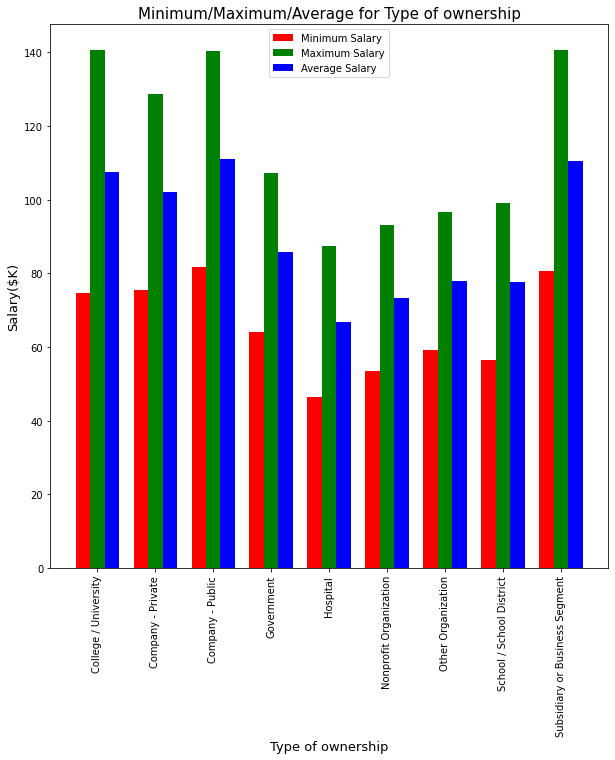 Minimum/Maximum/Average for Type of ownership
Minimum Salary
Maximum Salary
Average Salary
Salary($K)
140
120
100
80
60
40
20
0
College / University
Company - Private
Company - Public
Government
Hospital
Nonprofit Organization
Other Organization
School / School District
Subsidiary or Business Segment
Type of ownership